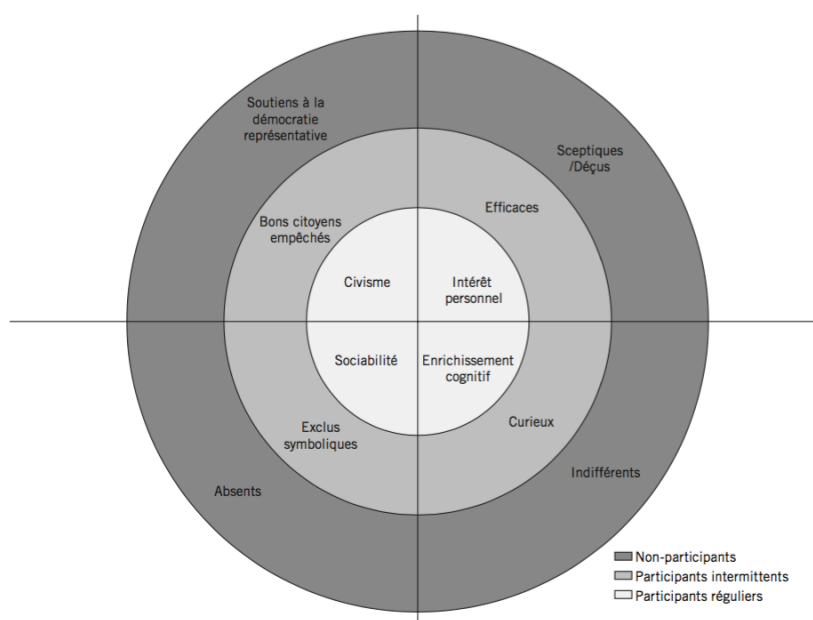 Soutiens à la
démocratie
représentative
Sceptiques
/Déçus
Bons citoyens
empêchés
Efficaces
Civisme
Intérêt
personnel
Sociabilité
Enrichissement
cognitif
Exclus
symboliques
Curieux
Absents
Indifférents
Non-participants
Participants intermittents
Participants réguliers